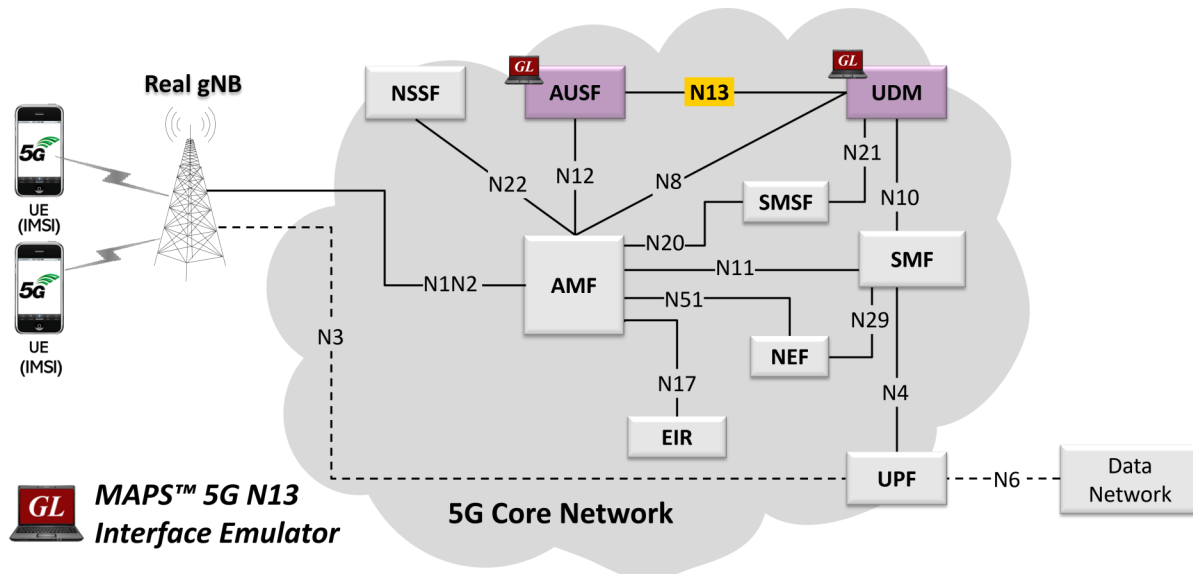 Real gNB
5G
UE
(IMSI)
5G
UE
(IMSI)
NSSF
GL
AUSF
N13
GL
UDM
N22
N12
N8
N21
N10
SMSF
N20
AMF
N11
SMF
N1N2
N51
N29
NEF
N3
N17
N4
EIR
UPF
N6
Data
Network
5G Core Network
GL
MAPS™ 5G N13
Interface Emulator